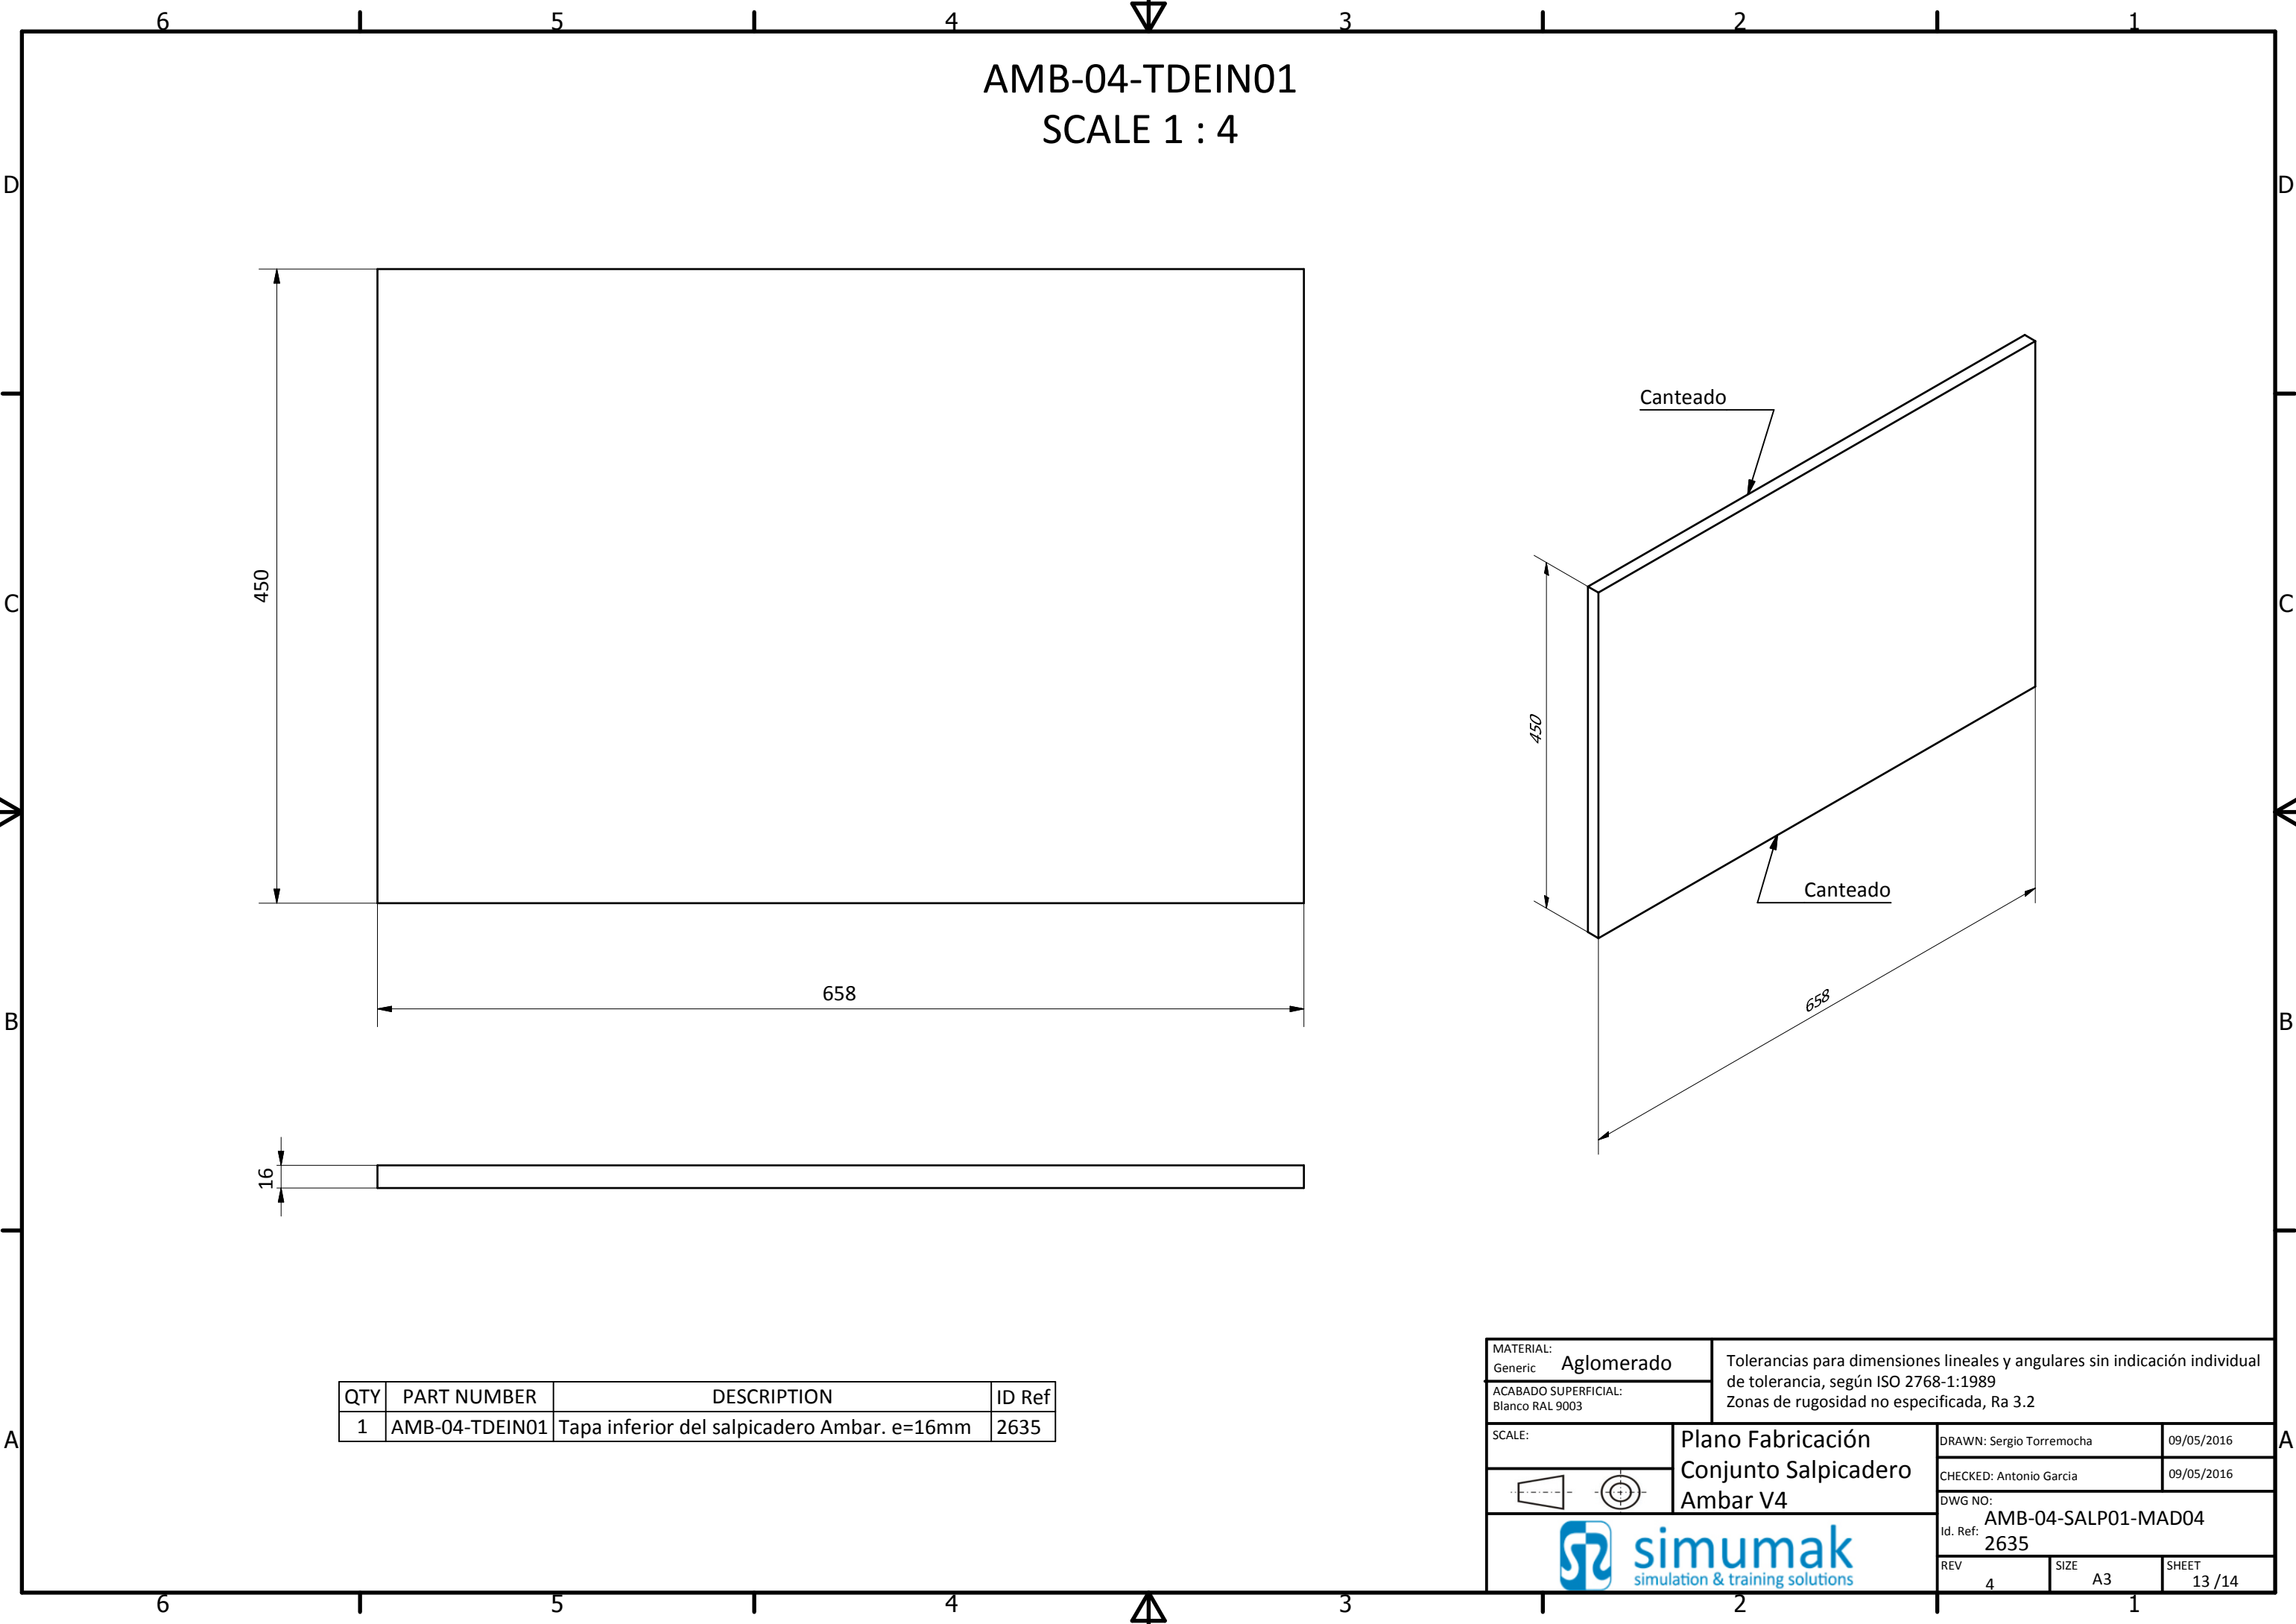 6 5 4 3 2 1
AMB-04-TDEIN01
SCALE 1 : 4
D D
Canteado
450
C C
450
Canteado
658
658
B B
16
QTY PART NUMBER DESCRIPTION ID Ref
1 AMB-04-TDEIN01 Tapa inferior del salpicadero Ambar. e=16mm 2635
MATERIAL:
Generic Aglomerado
ACABADO SUPERFICIAL:
Blanco RAL 9003
Tolerancias para dimensiones lineales y angulares sin indicación individual
de tolerancia, según ISO 2768-1:1989
Zonas de rugosidad no especificada, Ra 3.2
A A
SCALE:
Plano Fabricación
Conjunto Salpicadero
Ambar V4
DRAWN: Sergio Torremocha 09/05/2016
CHECKED: Antonio Garcia 09/05/2016
DWG NO:
AMB-04-SALP01-MAD04
Id. Ref: 2635
simumak
simulation & training solutions
REV 4
SIZE A3
SHEET 13 /14
6 5 4 3 2 1